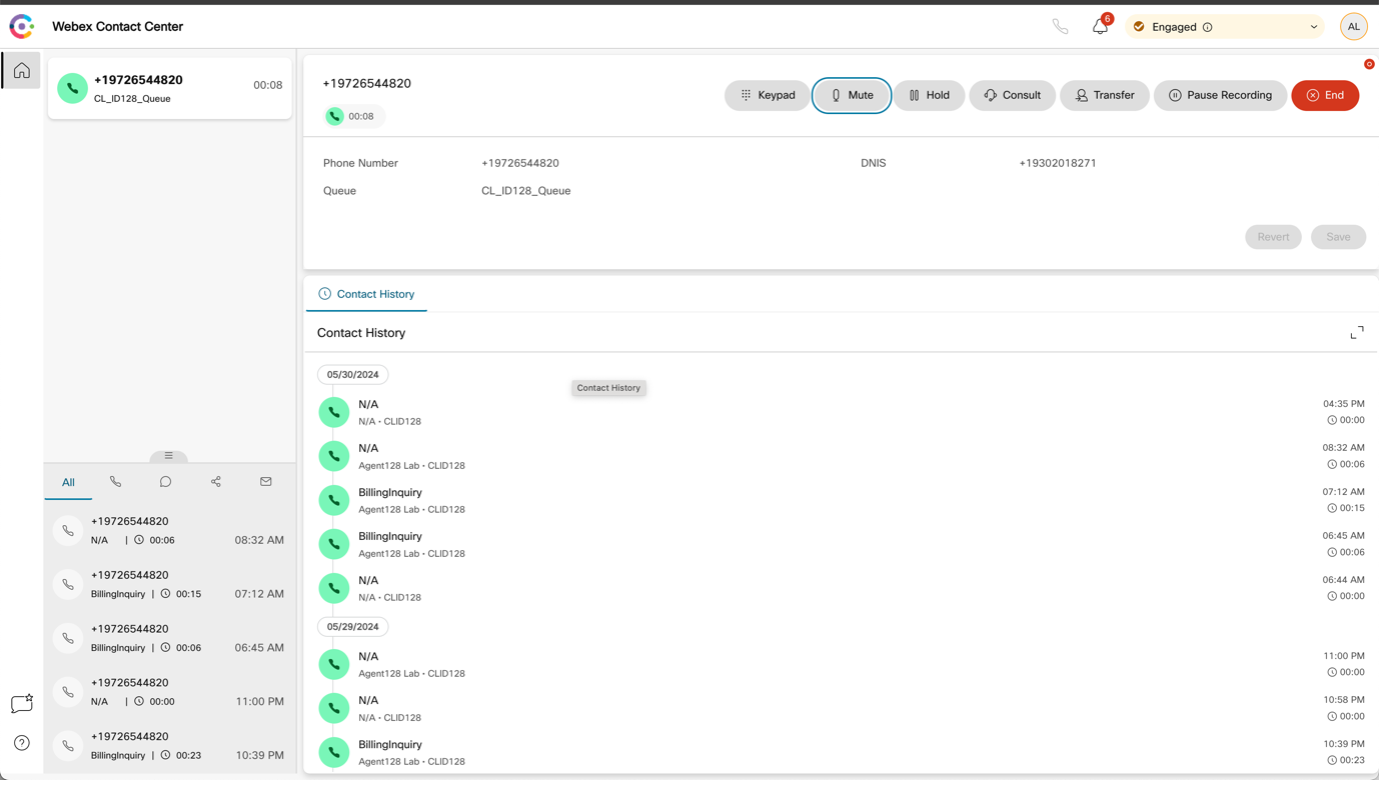 Webex Contact Center
6
Engaged
AL
+19726544820
CL_ID128_Queue
00:08
+19726544820
00:08
Keypad
Mute
Hold
Consult
Transfer
Pause Recording
End
Phone Number
+19726544820
DNIS
+19302018271
Queue
CL_ID128_Queue
Revert
Save
Contact History
Contact History
05/30/2024
Contact History
N/A
N/A - CLID128
04:35 PM
00:00
N/A
Agent128 Lab - CLID128
08:32 AM
00:06
BillingInquiry
Agent128 Lab - CLID128
07:12 AM
00:15
BillingInquiry
Agent128 Lab - CLID128
06:45 AM
00:06
N/A
N/A - CLID128
06:44 AM
00:00
05/29/2024
N/A
Agent128 Lab - CLID128
11:00 PM
00:00
N/A
N/A - CLID128
10:58 PM
00:00
BillingInquiry
Agent128 Lab - CLID128
10:39 PM
00:23
All
+19726544820
N/A | 00:06 08:32 AM
+19726544820
BillingInquiry | 00:15 07:12 AM
+19726544820
BillingInquiry | 00:06 06:45 AM
+19726544820
N/A | 00:00 11:00 PM
+19726544820
BillingInquiry | 00:23 10:39 PM